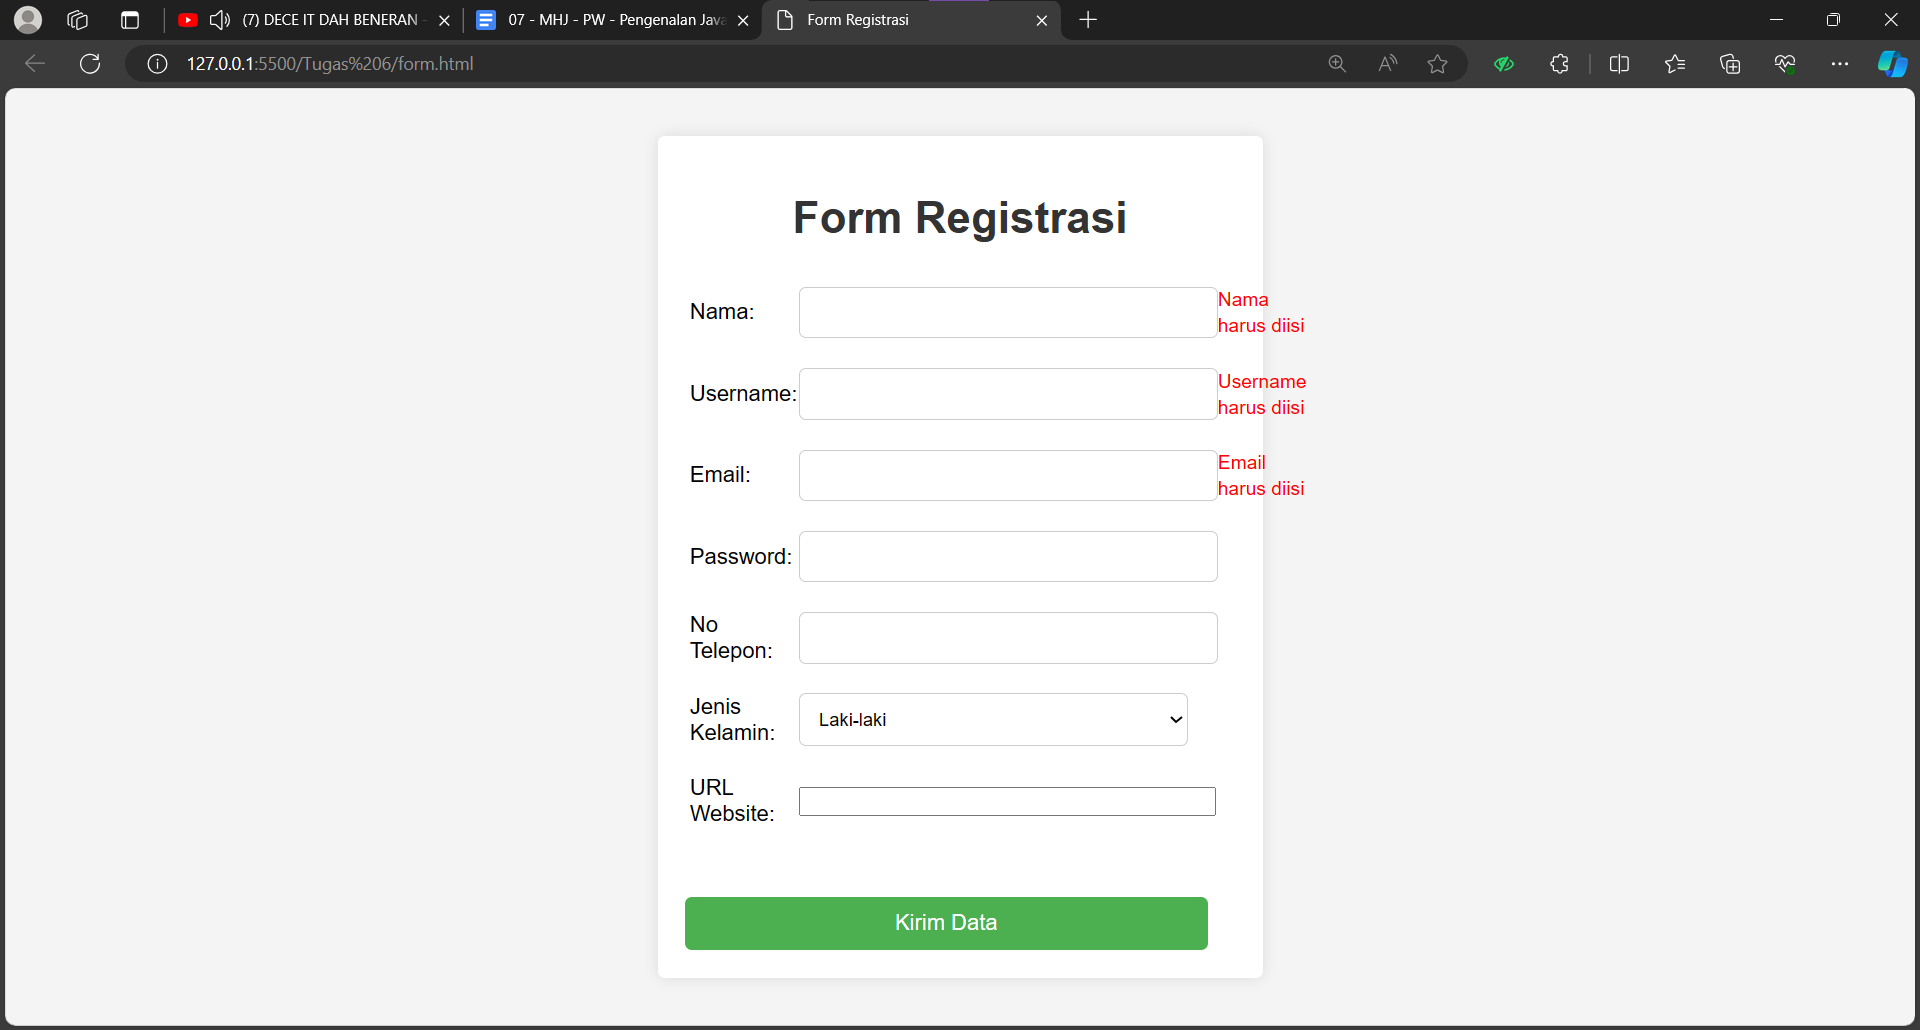 (7) DECE IT DAH BENERAN -
07 - MHJ - PW - Pengenalan Java
Form Registrasi
127.0.0.1:5500/Tugas%206/form.html
Form Registrasi
Nama:
Nama
harus diisi
Username:
Username
harus diisi
Email:
Email
harus diisi
Password:
No
Telepon:
Jenis
Kelamin:
Laki-laki
URL
Website:
Kirim Data